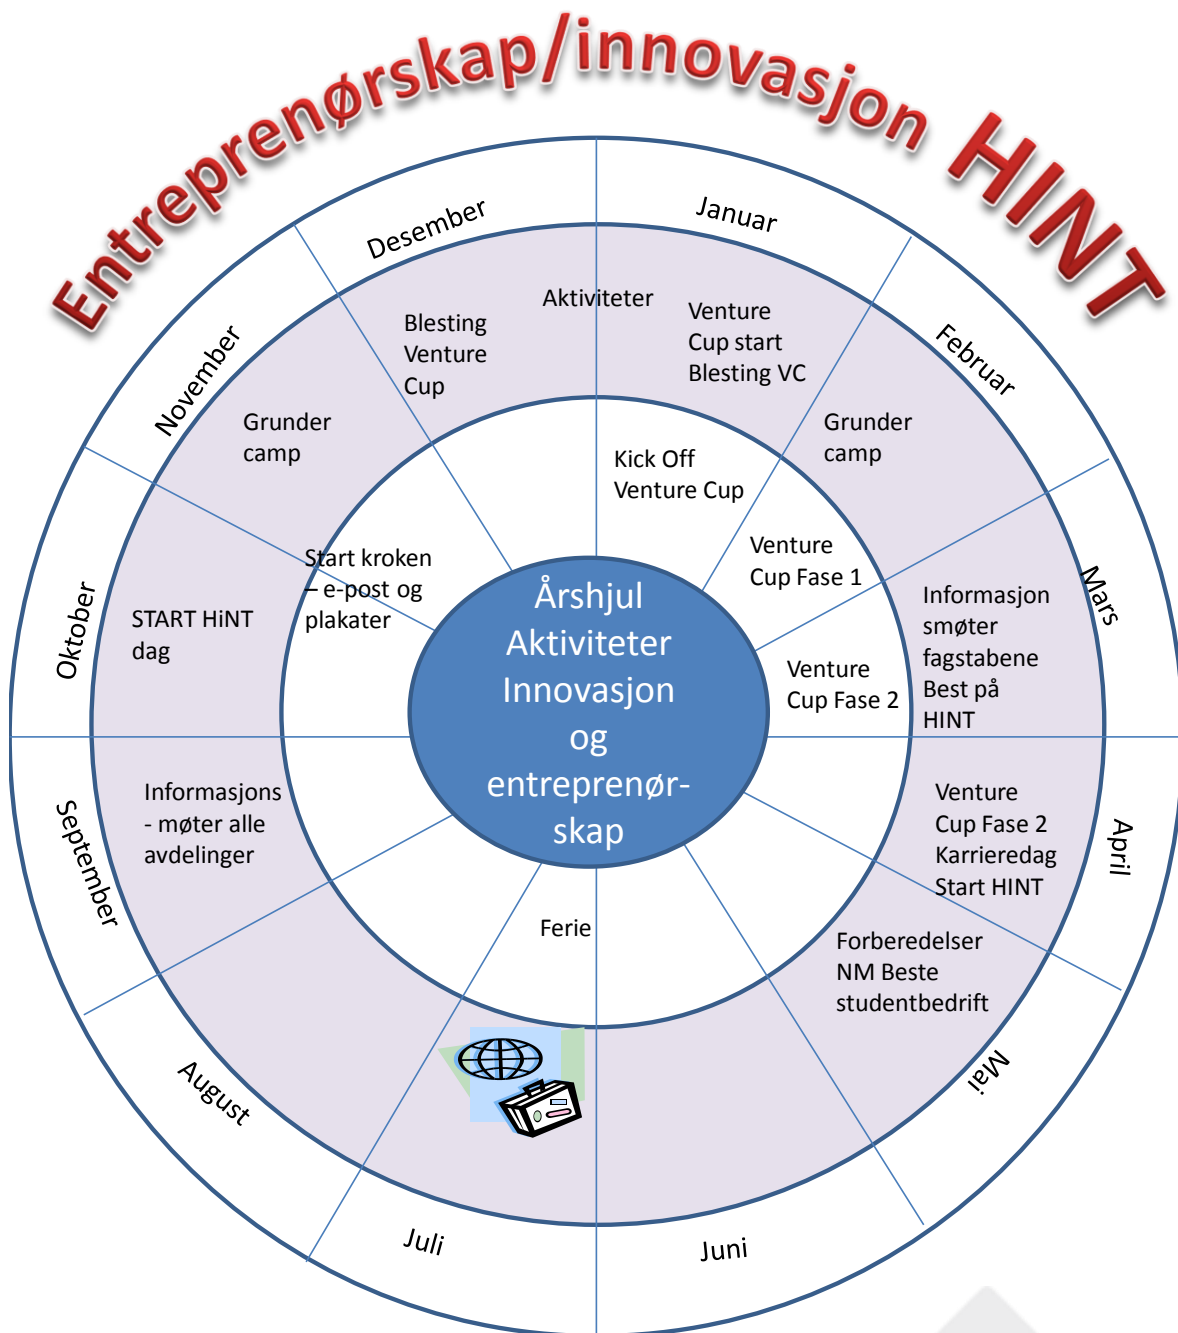 Entreprenørskap/innovasjon HINT
Desember
Januar
Februar
Mars
April
Mai
Juni
Juli
August
September
Oktober
November
Aktiviteter
Venture
Cup start
Blesting VC
Grunder
camp
Informasjon
smøter
fagstabene
Best på
HINT
Venture
Cup Fase 2
Karrieredag
Start HINT
Forberedelser
NM Beste
studentbedrift
Informasjons
- møter alle
avdelinger
START HiNT
dag
Grunder
camp
Blesting
Venture
Cup
Kick Off
Venture Cup
Venture
Cup Fase 1
Venture
Cup Fase 2
Ferie
Start kroken
– e-post og
plakater
Årshjul
Aktiviteter
Innovasjon
og
entreprenør-
skap